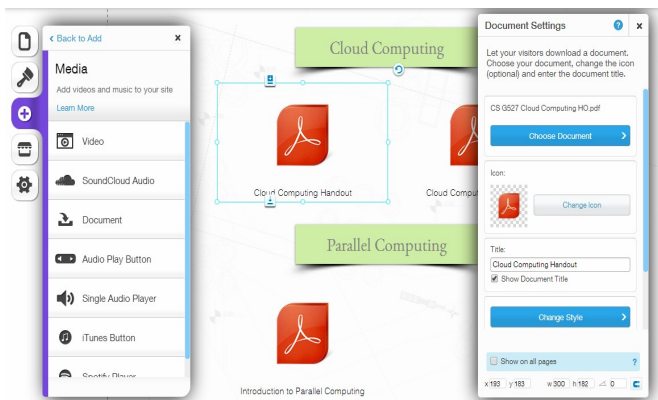 Back to Add
x
Media
Add videos and music to your site
Learn More
Video
SoundCloud Audio
Document
Audio Play Button
Single Audio Player
iTunes Button
Spotify Player
Cloud Computing
Cloud Computing Handout
Cloud Comput
Parallel Computing
Introduction to Parallel Computing
Document Settings ? x
Let your visitors download a document.
Choose your document, change the icon
(optional) and enter the document title.
CS G527 Cloud Computing HO.pdf
Choose Document
Icon:
Change Icon
Title:
Cloud Computing Handout
Show Document Title
Change Style
Show on all pages ?
x 193 y 183 w 300 h 182 0